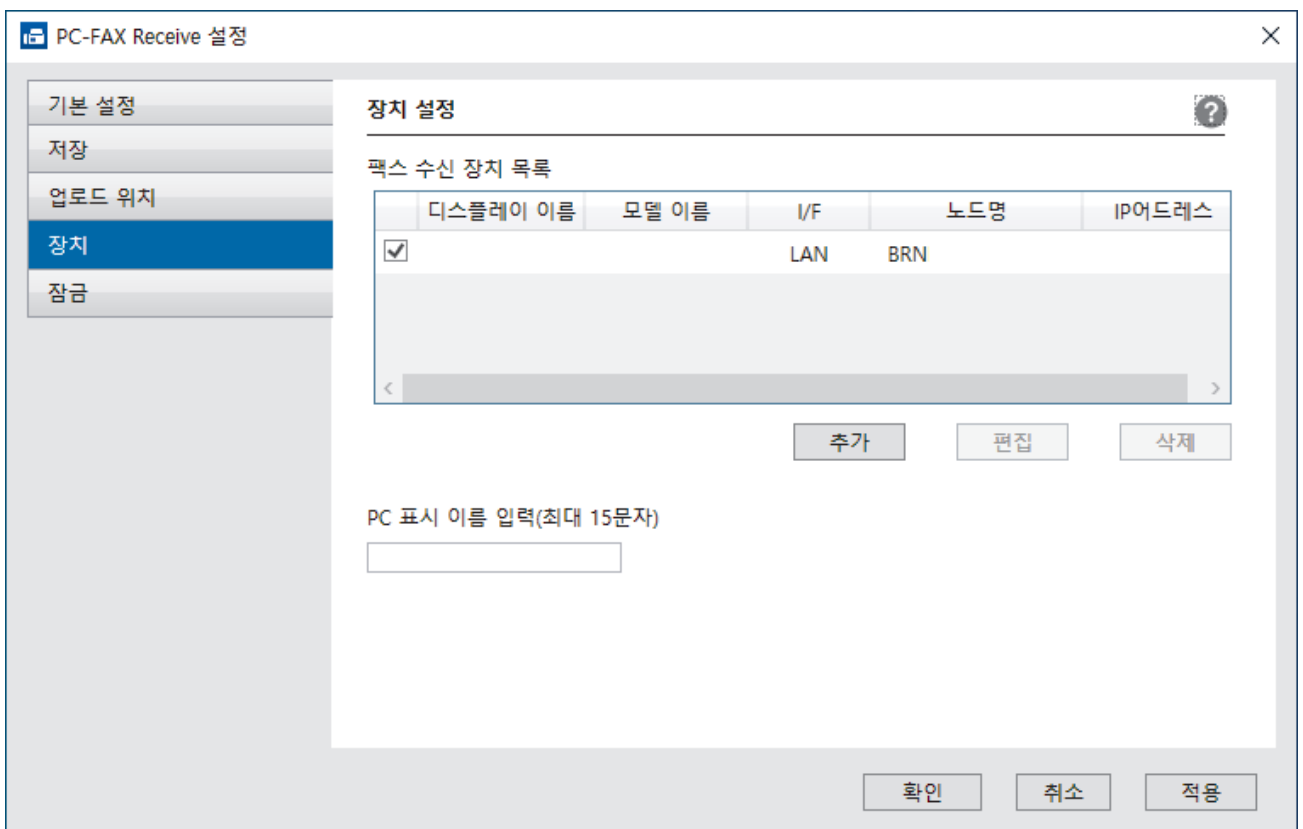 PC-FAX Receive 설정
기본 설정
저장
업로드 위치
장치
잠금
장치 설정
?
팩스 수신 장치 목록
디스플레이 이름 모델 이름 I/F 노드명 IP어드레스
LAN BRN
추가 편집 삭제
PC 표시 이름 입력(최대 15문자)
확인 취소 적용